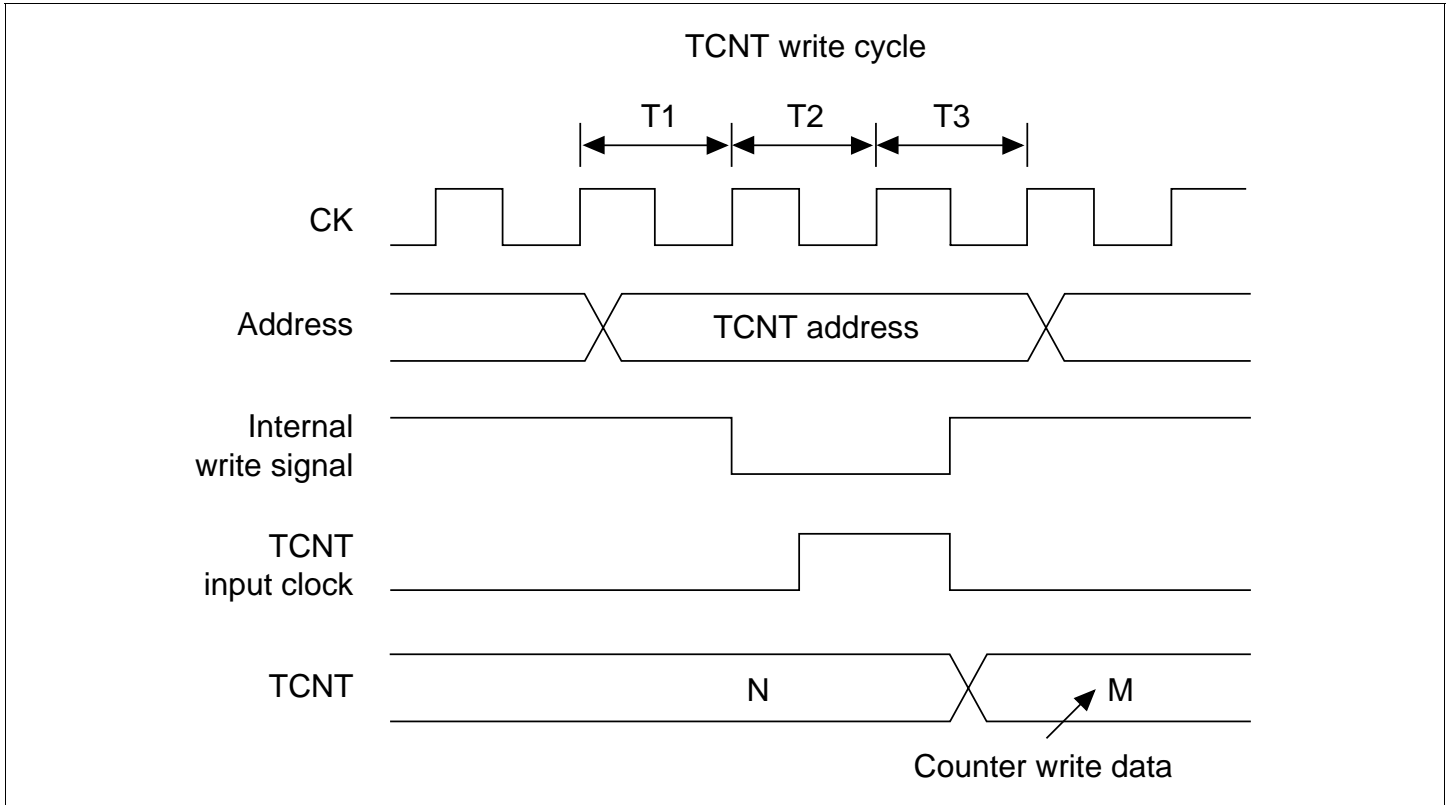 TCNT write cycle
T1 T2 T3
CK
Address
TCNT address
Internal
write signal
TCNT
input clock
TCNT
N
M
Counter write data